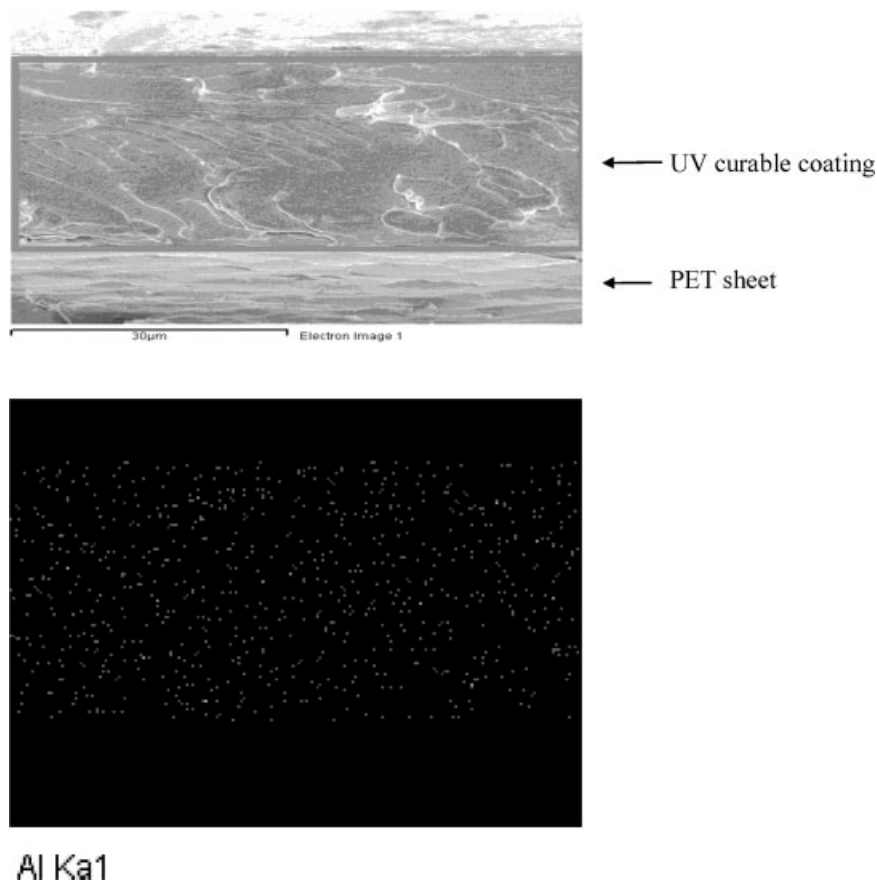 UV curable coating
PET sheet
30µm
Electron Image 1
Al Ka1